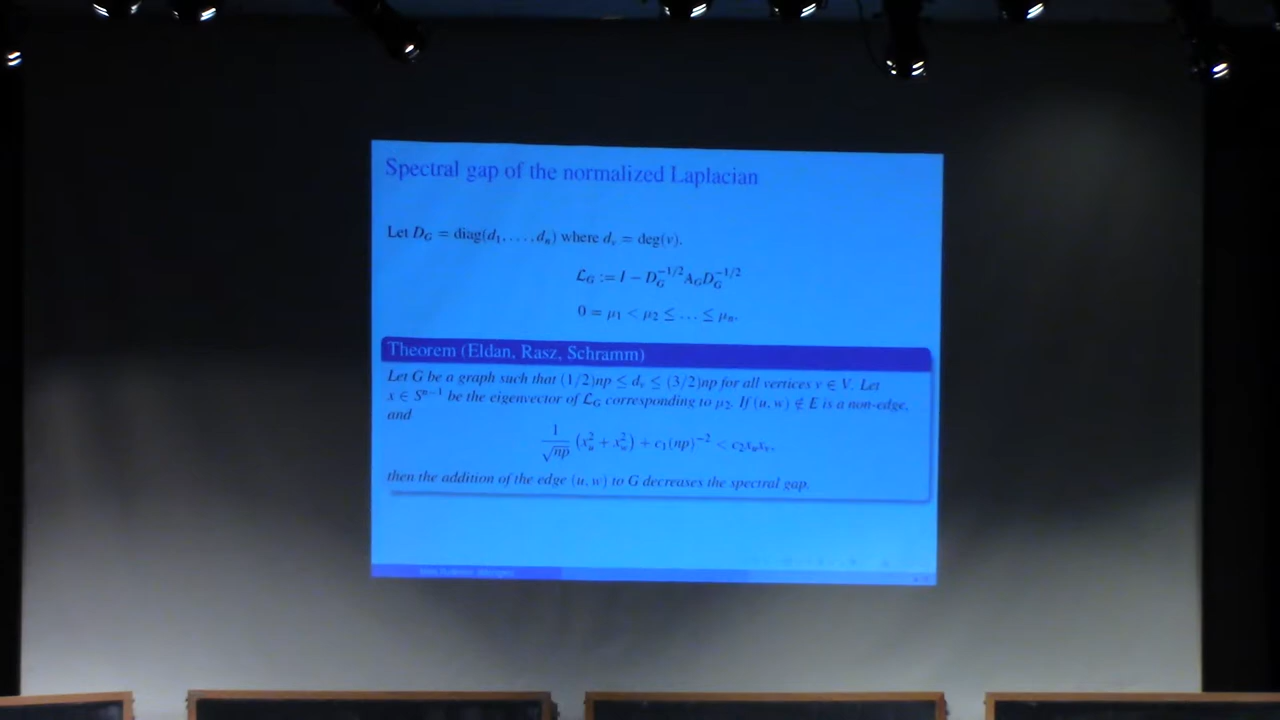 Spectral gap of the normalized Laplacian
Let D_G = diag(d_1, . . . , d_n) where d_v = deg(v).
ℒ_G := I − D_G^{−1/2} A_G D_G^{−1/2}
0 = μ_1 < μ_2 ≤ . . . ≤ μ_n.
Theorem (Eldan, Rasz, Schramm)
Let G be a graph such that (1/2)np ≤ d_v ≤ (3/2)np for all vertices v ∈ V. Let
x ∈ S^{n−1} be the eigenvector of ℒ_G corresponding to μ_2. If (u, w) ∉ E is a non-edge,
and
1/√np (x_u^2 + x_w^2) + c_1(np)^{−2} < c_2 x_u x_v,
then the addition of the edge (u, w) to G decreases the spectral gap.